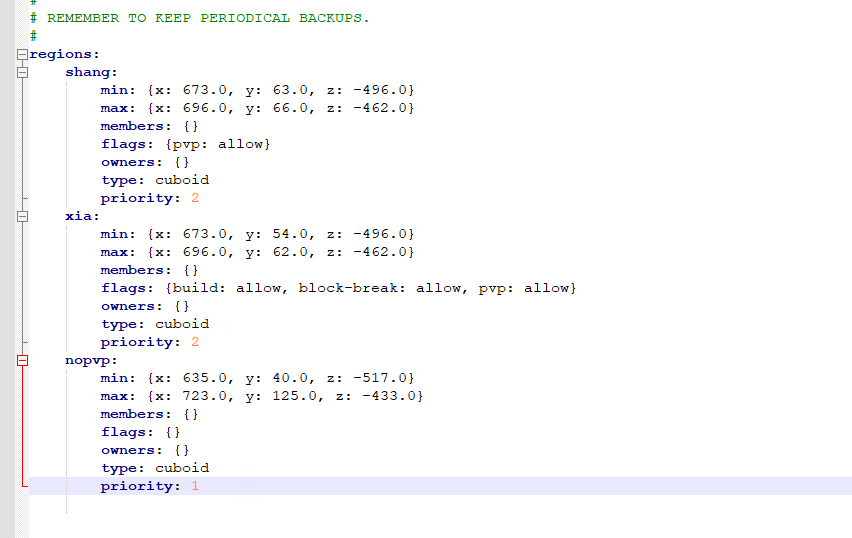 #
# REMEMBER TO KEEP PERIODICAL BACKUPS.
#
regions:
    shang:
        min: {x: 673.0, y: 63.0, z: -496.0}
        max: {x: 696.0, y: 66.0, z: -462.0}
        members: {}
        flags: {pvp: allow}
        owners: {}
        type: cuboid
        priority: 2
    xia:
        min: {x: 673.0, y: 54.0, z: -496.0}
        max: {x: 696.0, y: 62.0, z: -462.0}
        members: {}
        flags: {build: allow, block-break: allow, pvp: allow}
        owners: {}
        type: cuboid
        priority: 2
    nopvp:
        min: {x: 635.0, y: 40.0, z: -517.0}
        max: {x: 723.0, y: 125.0, z: -433.0}
        members: {}
        flags: {}
        owners: {}
        type: cuboid
        priority: 1